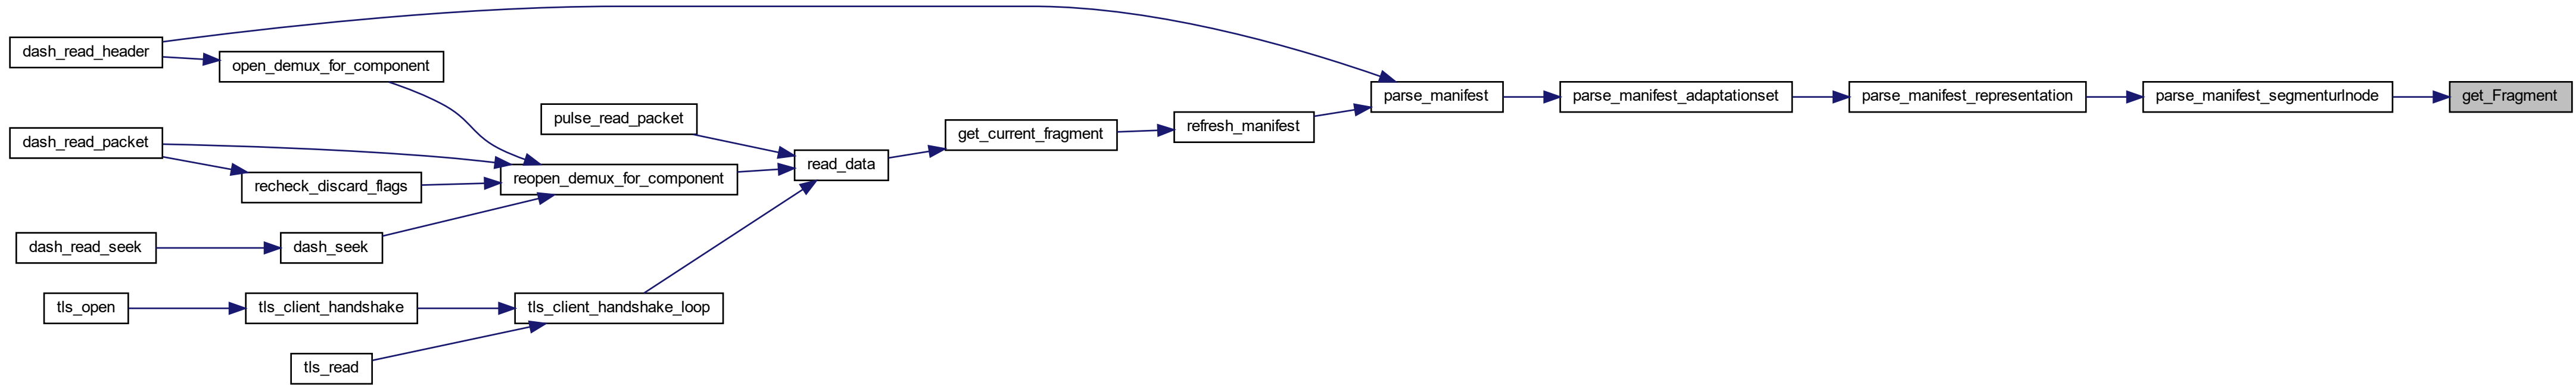 dash_read_header
open_demux_for_component
dash_read_packet
recheck_discard_flags
dash_read_seek
dash_seek
tls_open
tls_client_handshake
tls_read
pulse_read_packet
reopen_demux_for_component
tls_client_handshake_loop
read_data
get_current_fragment
refresh_manifest
parse_manifest
parse_manifest_adaptationset
parse_manifest_representation
parse_manifest_segmenturlnode
get_Fragment